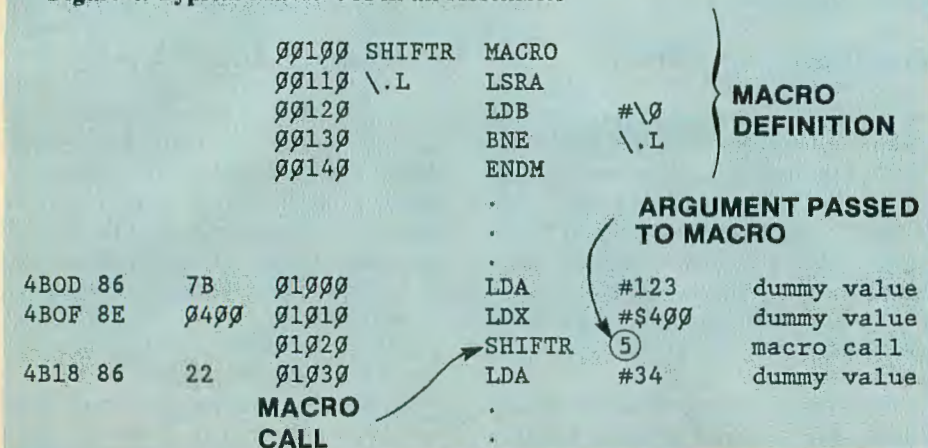 00100 SHIFTR MACRO
00110 \.L LSRA
00120 LDB #\0
00130 BNE \.L
00140 ENDM
MACRO
DEFINITION
.
.
.
ARGUMENT PASSED
TO MACRO
4BOD 86 7B 01000 LDA #123 dummy value
4BOF 8E 0400 01010 LDX #$400 dummy value
01020 SHIFTR 5 macro call
4B18 86 22 01030 LDA #34 dummy value
MACRO
CALL
.
.